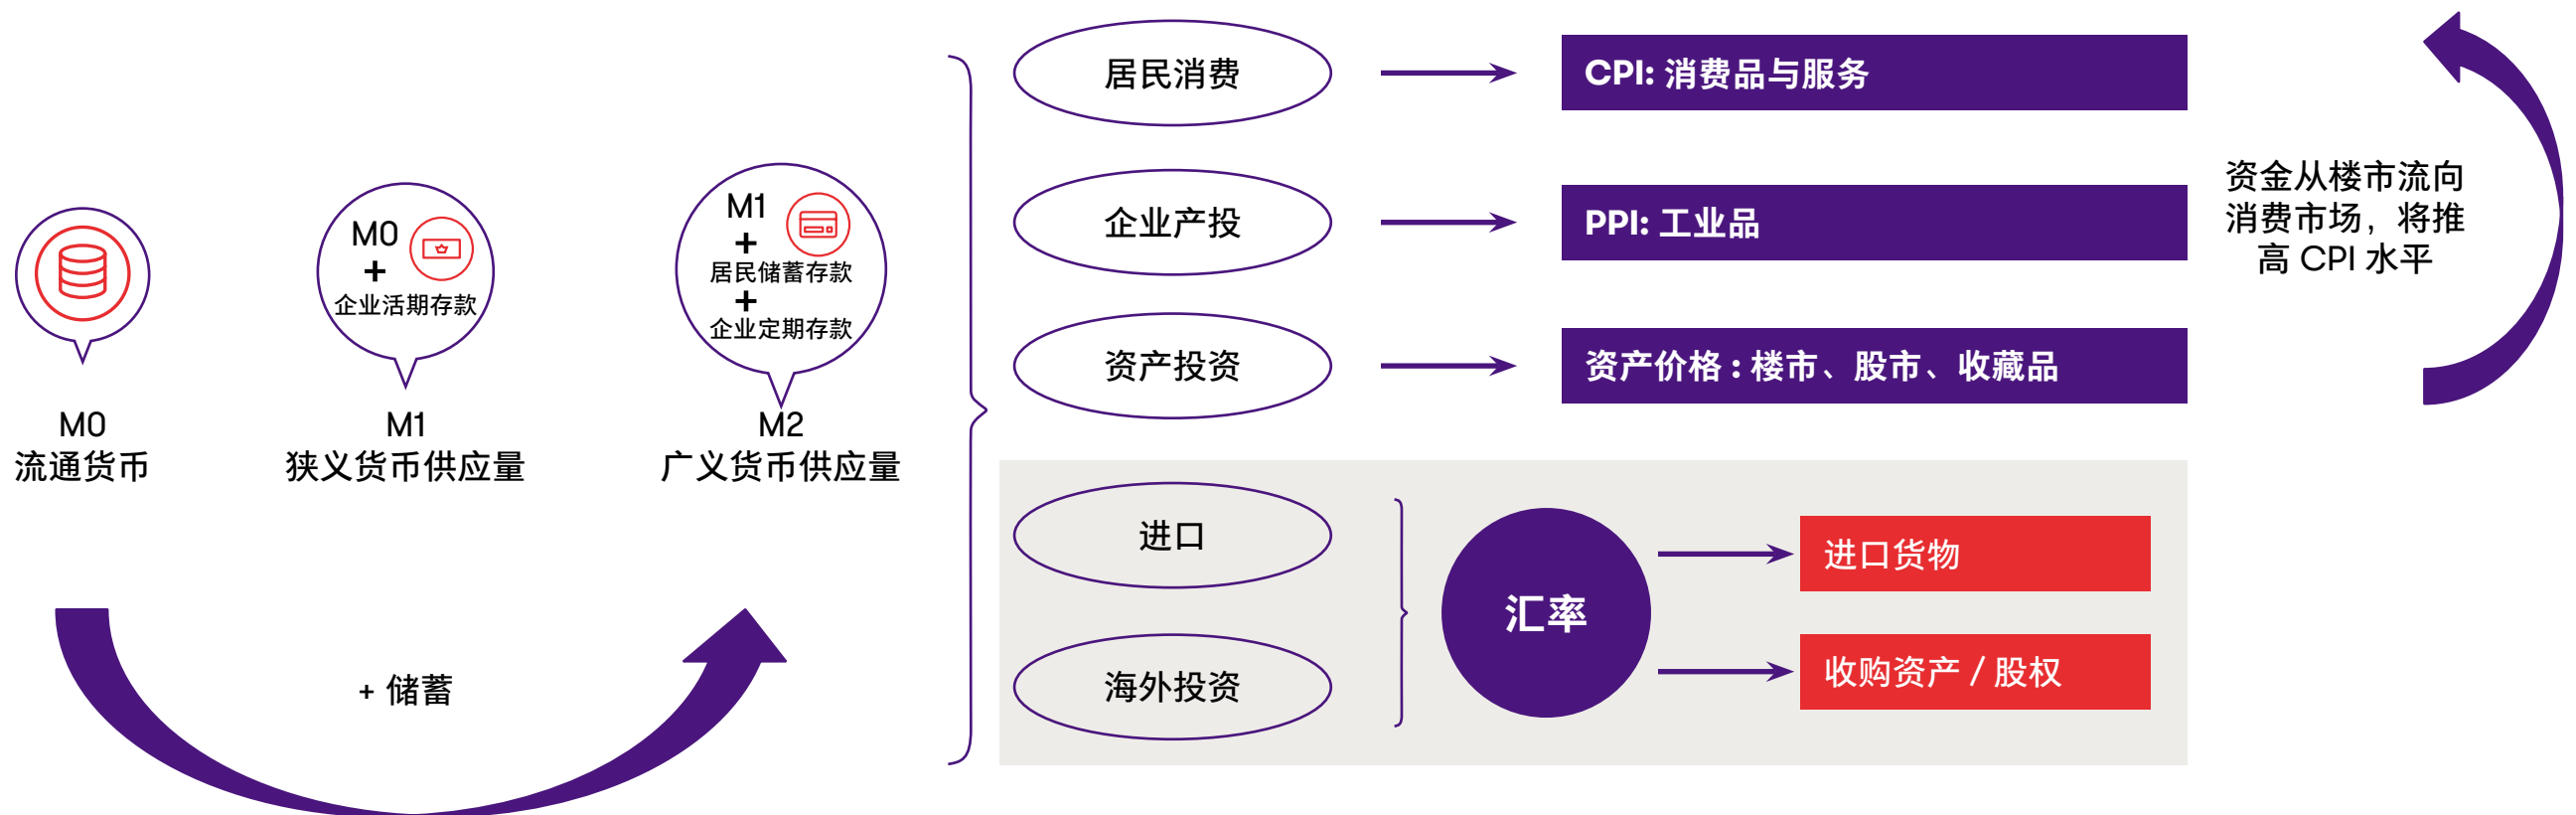 M0
流通货币
M0
+
企业活期存款
M1
狭义货币供应量
M1
+
居民储蓄存款
+
企业定期存款
M2
广义货币供应量
+ 储蓄
居民消费
CPI: 消费品与服务
企业产投
PPI: 工业品
资产投资
资产价格 : 楼市、股市、收藏品
资金从楼市流向
消费市场，将推
高 CPI 水平
进口
海外投资
汇率
进口货物
收购资产 / 股权